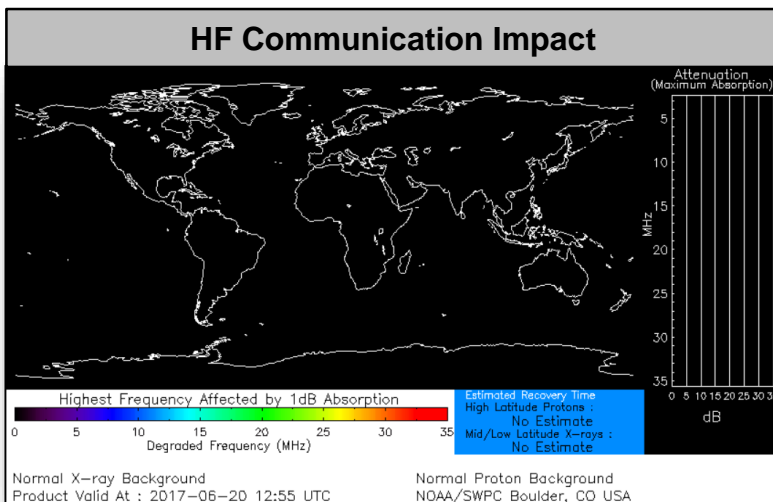 HF Communication Impact
Attenuation
(Maximum Absorption)
5
10
15
20
25
30
35
MHz
0 5 10 15 20 25 30
dB
Highest Frequency Affected by 1dB Absorption
0 5 10 15 20 25 30 35
Degraded Frequency (MHz)
Estimated Recovery Time
High Latitude Protons :
No Estimate
Mid/Low Latitude X-rays :
No Estimate
Normal X-ray Background
Normal Proton Background
Product Valid At : 2017-06-20 12:55 UTC
NOAA/SWPC Boulder, CO USA